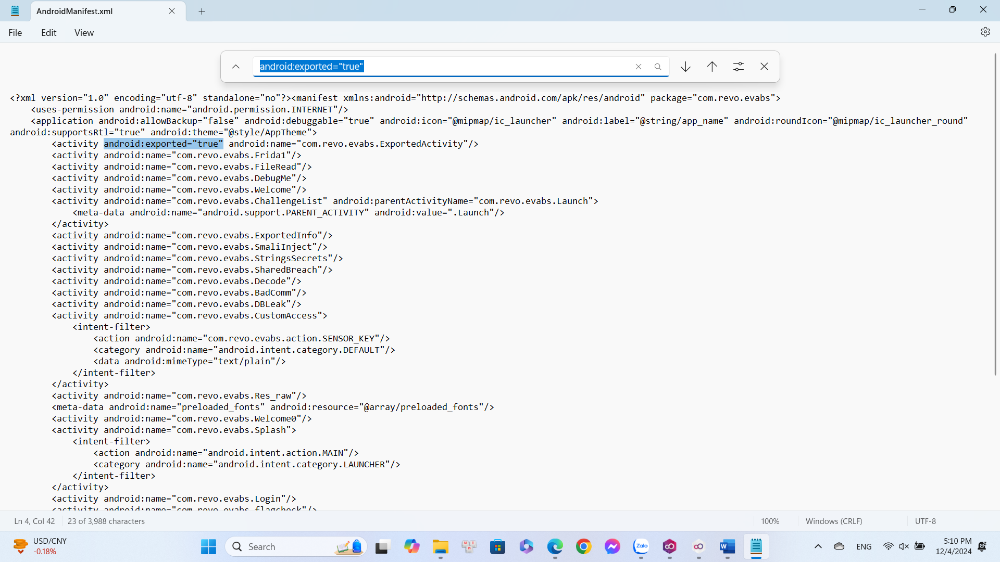 AndroidManifest.xml
File Edit View
android:exported="true"
<?xml version="1.0" encoding="utf-8" standalone="no"?><manifest xmlns:android="http://schemas.android.com/apk/res/android" package="com.revo.evabs">
    <uses-permission android:name="android.permission.INTERNET"/>
    <application android:allowBackup="false" android:debuggable="true" android:icon="@mipmap/ic_launcher" android:label="@string/app_name" android:roundIcon="@mipmap/ic_launcher_round"
android:supportsRtl="true" android:theme="@style/AppTheme">
        <activity android:exported="true" android:name="com.revo.evabs.ExportedActivity"/>
        <activity android:name="com.revo.evabs.Frida1"/>
        <activity android:name="com.revo.evabs.FileRead"/>
        <activity android:name="com.revo.evabs.DebugMe"/>
        <activity android:name="com.revo.evabs.Welcome"/>
        <activity android:name="com.revo.evabs.ChallengeList" android:parentActivityName="com.revo.evabs.Launch">
            <meta-data android:name="android.support.PARENT_ACTIVITY" android:value=".Launch"/>
        </activity>
        <activity android:name="com.revo.evabs.ExportedInfo"/>
        <activity android:name="com.revo.evabs.SmaliInject"/>
        <activity android:name="com.revo.evabs.StringsSecrets"/>
        <activity android:name="com.revo.evabs.SharedBreach"/>
        <activity android:name="com.revo.evabs.Decode"/>
        <activity android:name="com.revo.evabs.BadComm"/>
        <activity android:name="com.revo.evabs.DBLeak"/>
        <activity android:name="com.revo.evabs.CustomAccess">
            <intent-filter>
                <action android:name="com.revo.evabs.action.SENSOR_KEY"/>
                <category android:name="android.intent.category.DEFAULT"/>
                <data android:mimeType="text/plain"/>
            </intent-filter>
        </activity>
        <activity android:name="com.revo.evabs.Res_raw"/>
        <meta-data android:name="preloaded_fonts" android:resource="@array/preloaded_fonts"/>
        <activity android:name="com.revo.evabs.Welcome0"/>
        <activity android:name="com.revo.evabs.Splash">
            <intent-filter>
                <action android:name="android.intent.action.MAIN"/>
                <category android:name="android.intent.category.LAUNCHER"/>
            </intent-filter>
        </activity>
        <activity android:name="com.revo.evabs.Login"/>
        <activity android:name="com.revo.evabs.flagcheck"/>
Ln 4, Col 42 23 of 3,988 characters 100% Windows (CRLF) UTF-8
USD/CNY
-0.18%
Search
Zalo
ENG
5:10 PM
12/4/2024